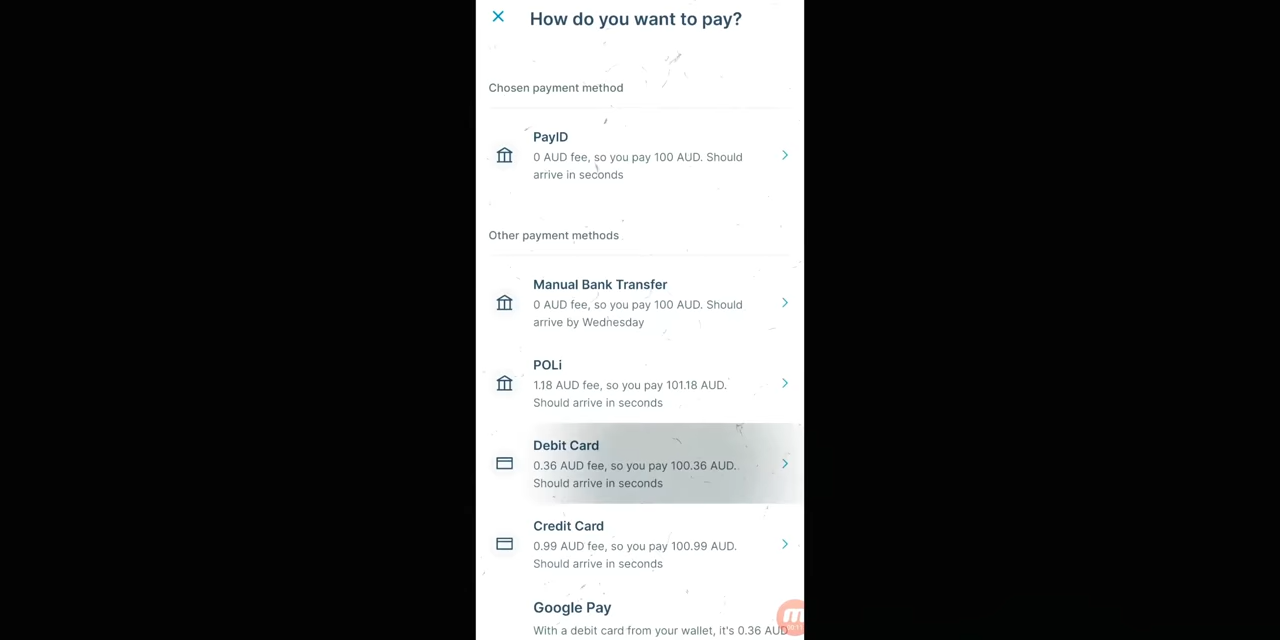 How do you want to pay?
Chosen payment method
PayID
0 AUD fee, so you pay 100 AUD. Should
arrive in seconds
Other payment methods
Manual Bank Transfer
0 AUD fee, so you pay 100 AUD. Should
arrive by Wednesday
POLi
1.18 AUD fee, so you pay 101.18 AUD.
Should arrive in seconds
Debit Card
0.36 AUD fee, so you pay 100.36 AUD.
Should arrive in seconds
Credit Card
0.99 AUD fee, so you pay 100.99 AUD.
Should arrive in seconds
Google Pay
With a debit card from your wallet, it's 0.36 AUD